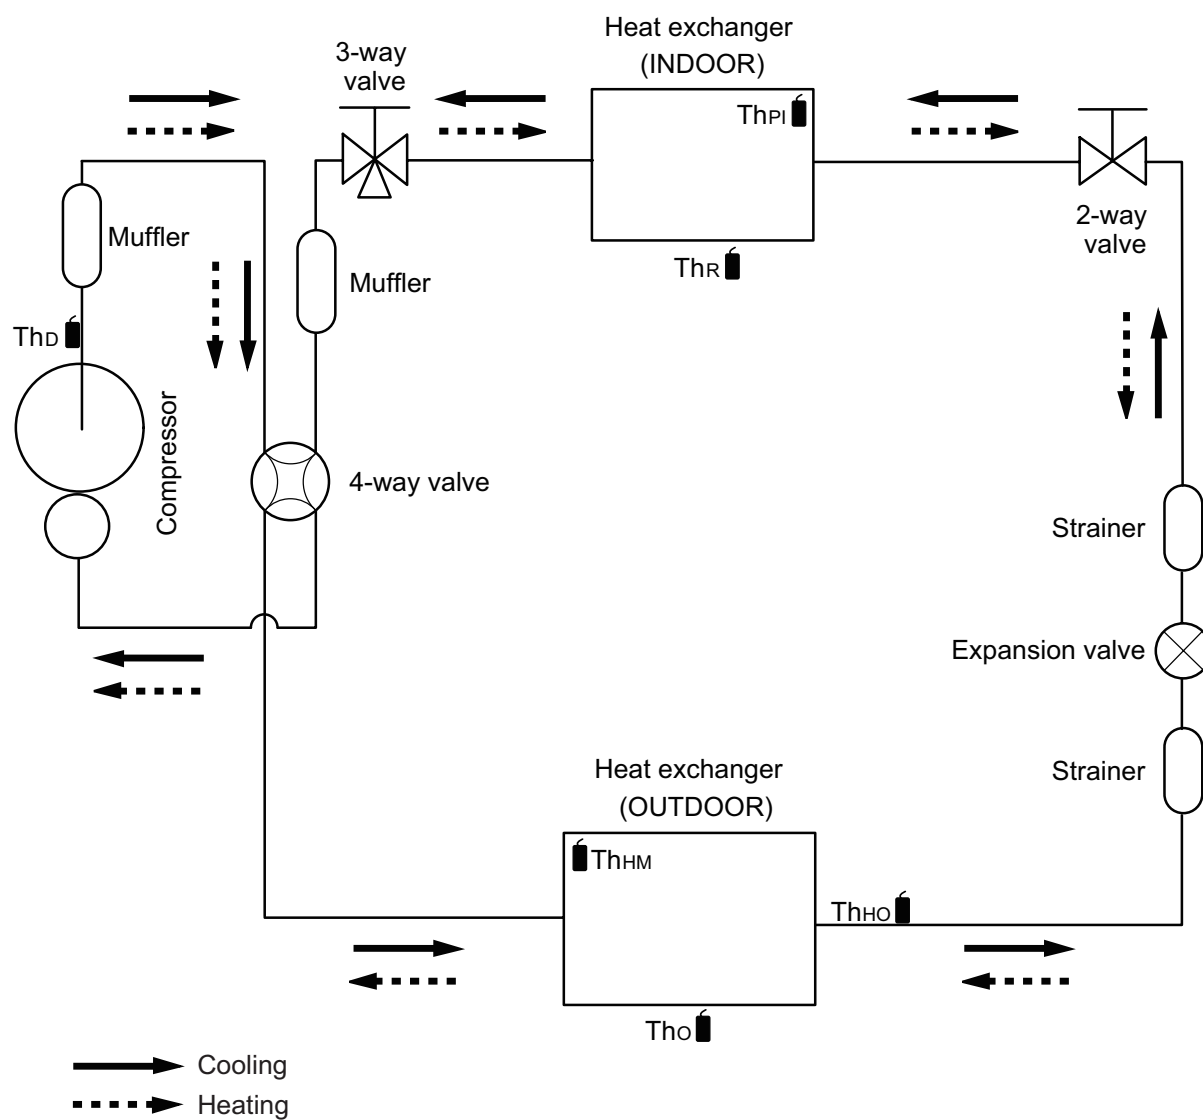 Heat exchanger
(INDOOR)
3-way
valve
ThPI
Muffler
2-way
valve
ThR
Muffler
ThD
Compressor
4-way valve
Strainer
Expansion valve
Heat exchanger
(OUTDOOR)
Strainer
ThHM
ThHO
ThO
Cooling
Heating